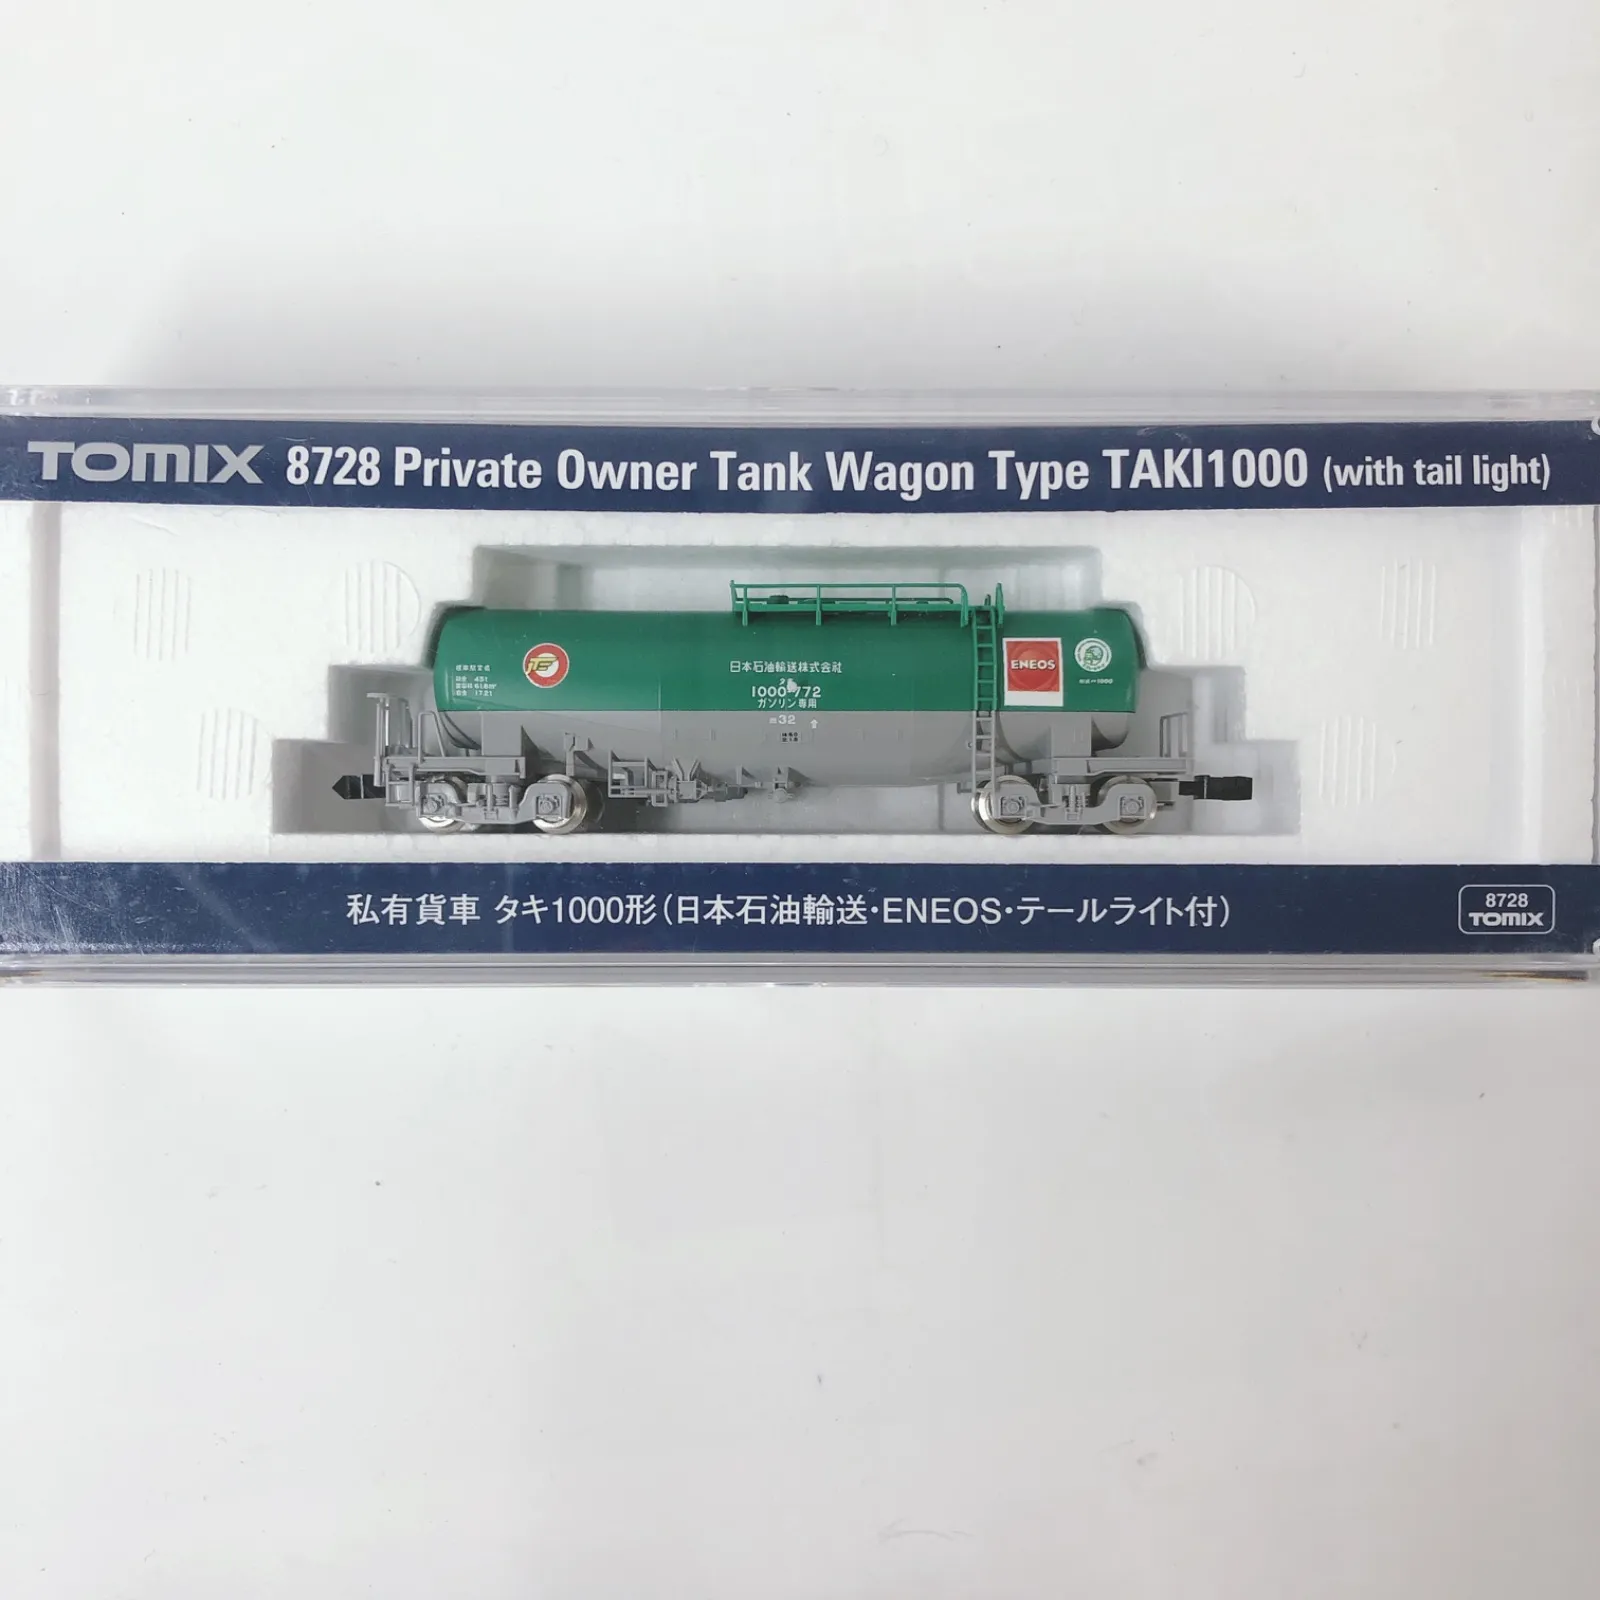 TOMIX 8728 Private Owner Tank Wagon Type TAKI1000 (with tail light)
日本石油輸送株式会社
タキ
1000-772
ガソリン専用
32
ENEOS
私有貨車 タキ1000形(日本石油輸送・ENEOS・テールライト付)
8728
TOMIX